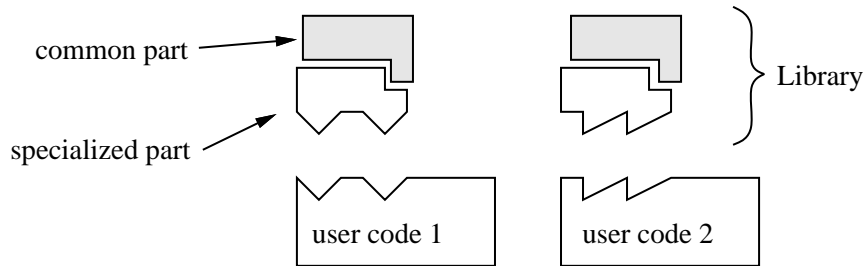 common part
Library
specialized part
user code 1
user code 2